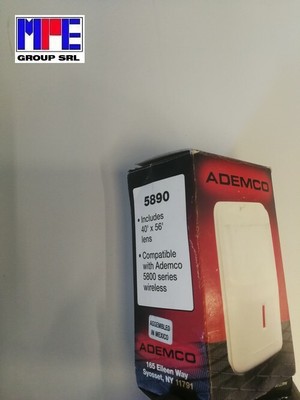 MPE
GROUP SRL
ADEMCO
5890
• Includes
40' x 56'
lens
• Compatible
with Ademco
5800 series
wireless
ASSEMBLED
IN MEXICO
ADEMCO
165 Eileen Way
Syosset, NY 11791